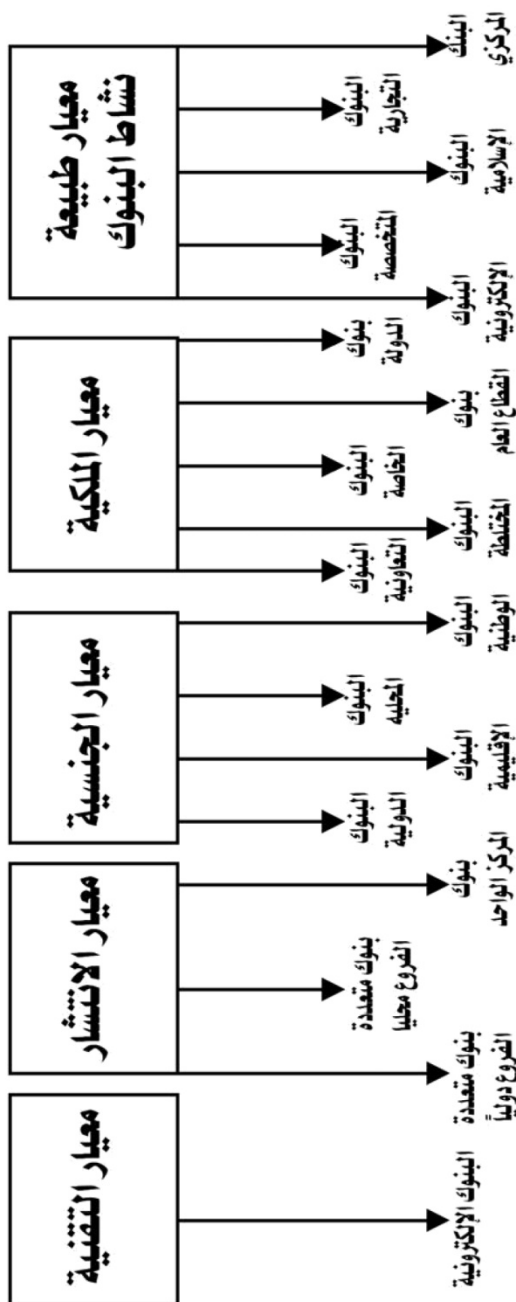 معيار طبيعة
نشاط البنوك
البنك
المركزي
البنوك
التجارية
البنوك
الإسلامية
البنوك
المتخصصة
البنوك
الإلكترونية
معيار الملكية
بنوك
الدولة
بنوك
القطاع العام
البنوك
الخاصة
البنوك
المختلطة
البنوك
التعاونية
معيار الجنسية
البنوك
الوطنية
البنوك
المحليه
البنوك
الإقليمية
البنوك
الدولية
معيار الانتشار
بنوك
المركز الواحد
بنوك متعددة
الفروع محليا
بنوك متعددة
الفروع دولياً
معيار التقنية
البنوك الإلكترونية